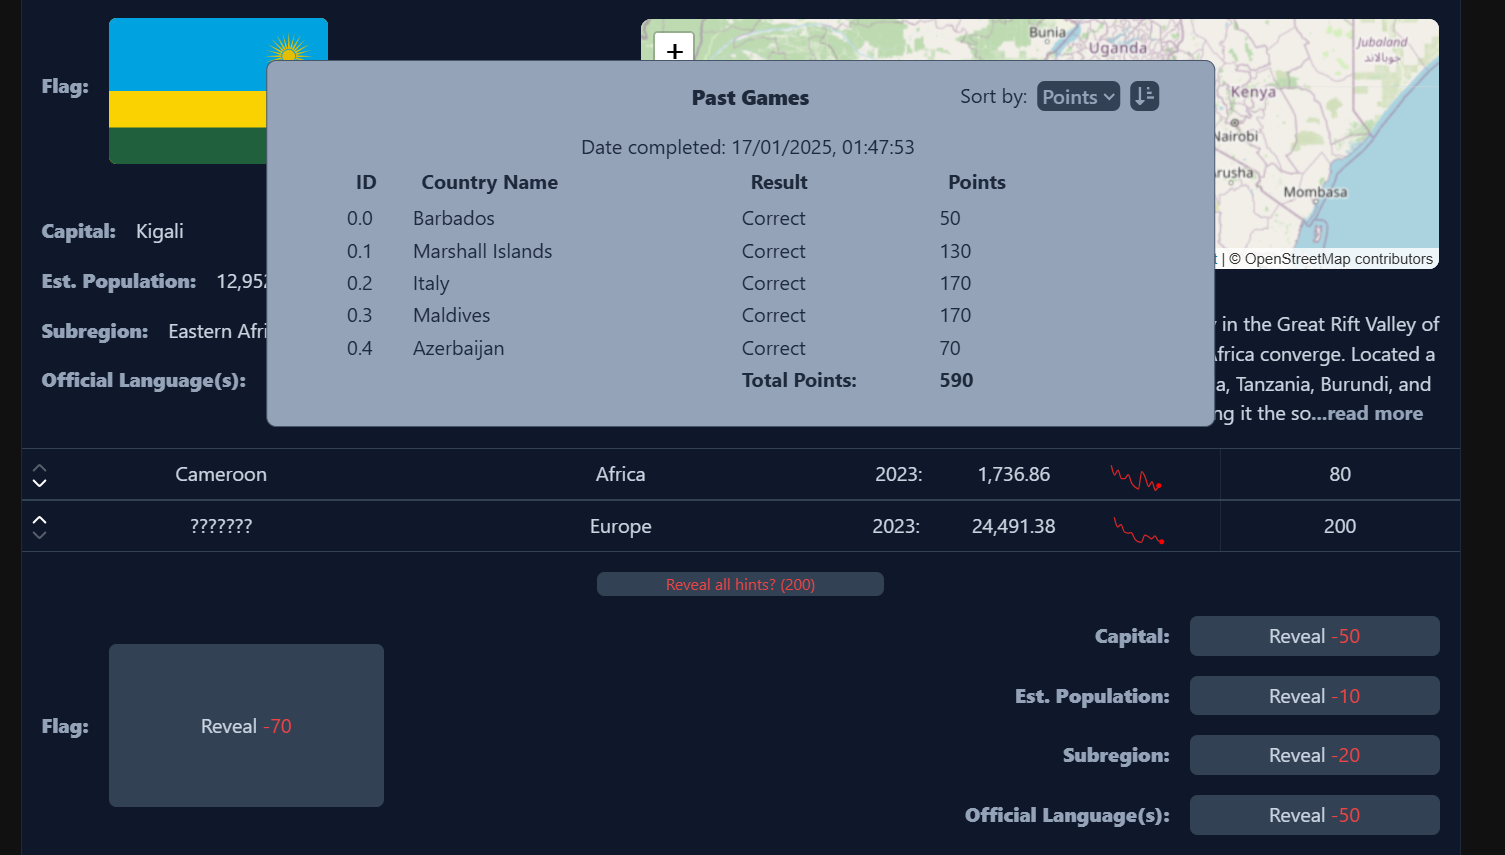 Flag:
+
Bunia
Uganda
Jubaland
جوبالاند
Kenya
Nairobi
Mombasa
| © OpenStreetMap contributors
Past Games
Sort by: Points
Date completed: 17/01/2025, 01:47:53
ID Country Name Result Points
0.0 Barbados Correct 50
0.1 Marshall Islands Correct 130
0.2 Italy Correct 170
0.3 Maldives Correct 170
0.4 Azerbaijan Correct 70
Total Points: 590
Capital: Kigali
Est. Population: 12,952
Subregion: Eastern Afri
Official Language(s):
in the Great Rift Valley of
frica converge. Located a
a, Tanzania, Burundi, and
ng it the so...read more
Cameroon Africa 2023: 1,736.86 80
??????? Europe 2023: 24,491.38 200
Reveal all hints? (200)
Flag: Reveal -70
Capital: Reveal -50
Est. Population: Reveal -10
Subregion: Reveal -20
Official Language(s): Reveal -50